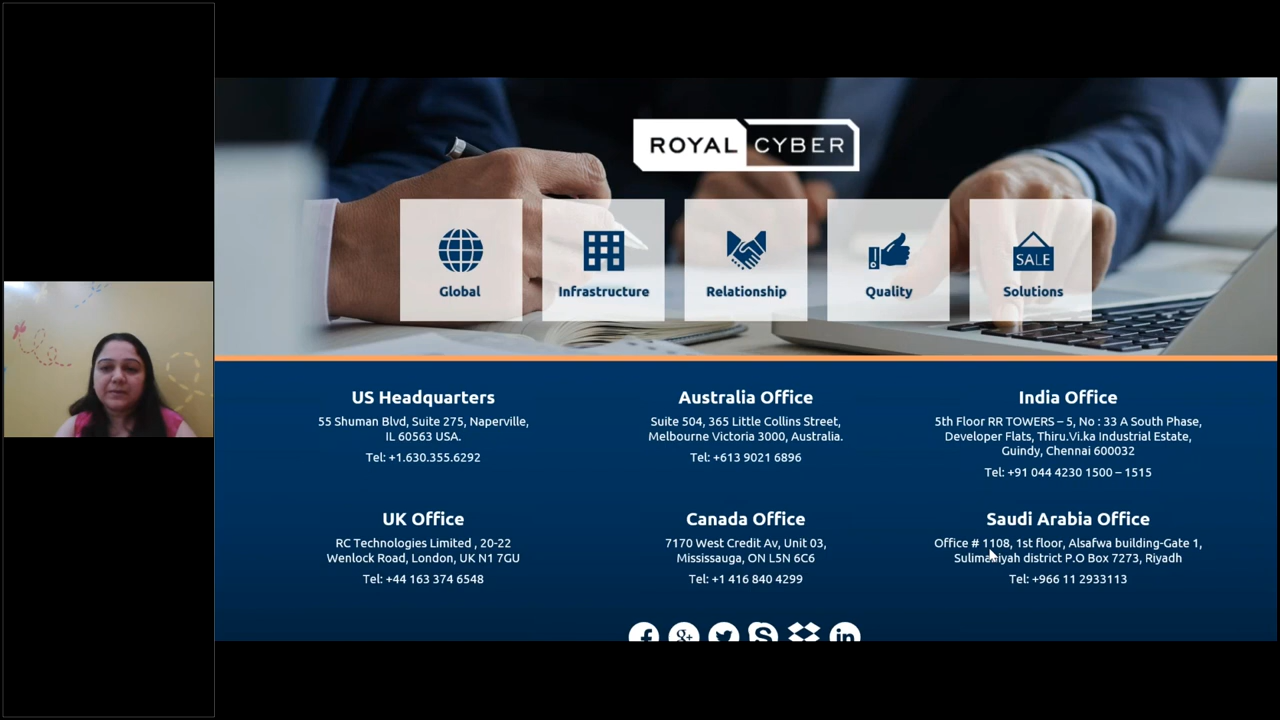 ROYAL CYBER
Global
Infrastructure
Relationship
Quality
SALE
Solutions
US Headquarters
55 Shuman Blvd, Suite 275, Naperville,
IL 60563 USA.
Tel: +1.630.355.6292
Australia Office
Suite 504, 365 Little Collins Street,
Melbourne Victoria 3000, Australia.
Tel: +613 9021 6896
India Office
5th Floor RR TOWERS – 5, No : 33 A South Phase,
Developer Flats, Thiru.Vi.ka Industrial Estate,
Guindy, Chennai 600032
Tel: +91 044 4230 1500 – 1515
UK Office
RC Technologies Limited , 20-22
Wenlock Road, London, UK N1 7GU
Tel: +44 163 374 6548
Canada Office
7170 West Credit Av, Unit 03,
Mississauga, ON L5N 6C6
Tel: +1 416 840 4299
Saudi Arabia Office
Office # 1108, 1st floor, Alsafwa building-Gate 1,
Sulimaniyah district P.O Box 7273, Riyadh
Tel: +966 11 2933113